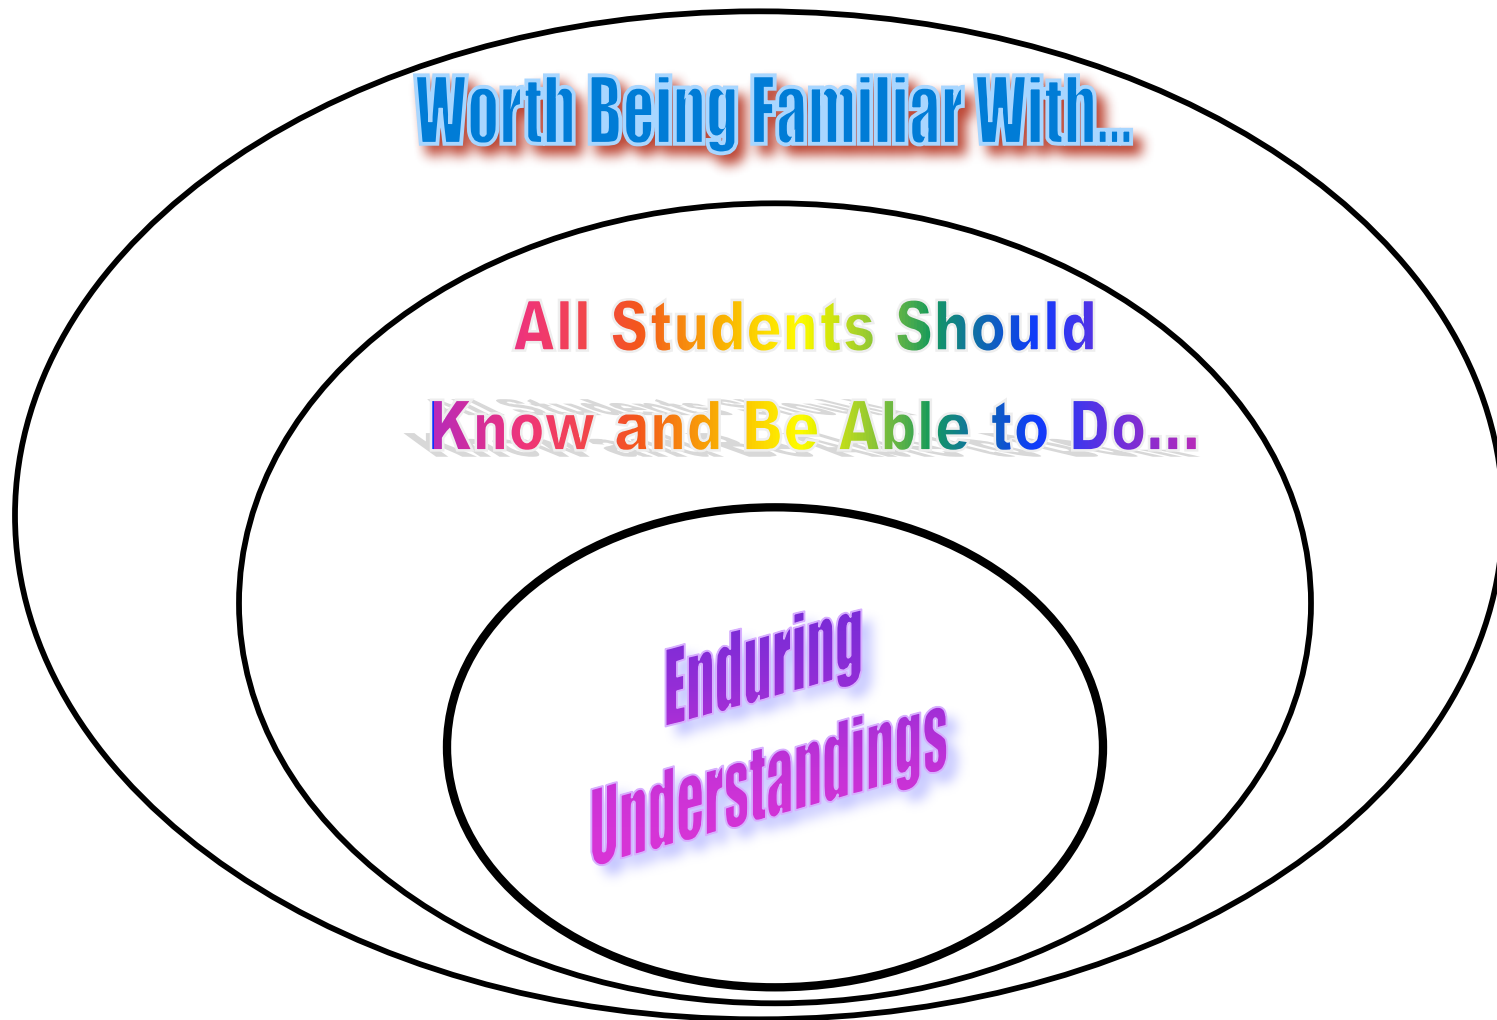 Worth Being Familiar With...
All Students Should
Know and Be Able to Do...
Enduring
Understandings